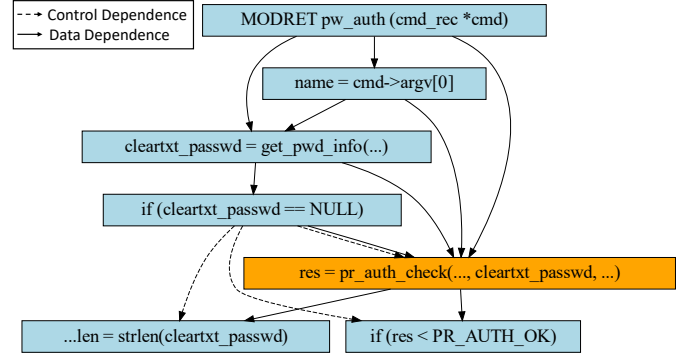 Control Dependence
Data Dependence
MODRET pw_auth (cmd_rec *cmd)
name = cmd->argv[0]
cleartxt_passwd = get_pwd_info(...)
if (cleartxt_passwd == NULL)
res = pr_auth_check(..., cleartxt_passwd, ...)
...len = strlen(cleartxt_passwd)
if (res < PR_AUTH_OK)